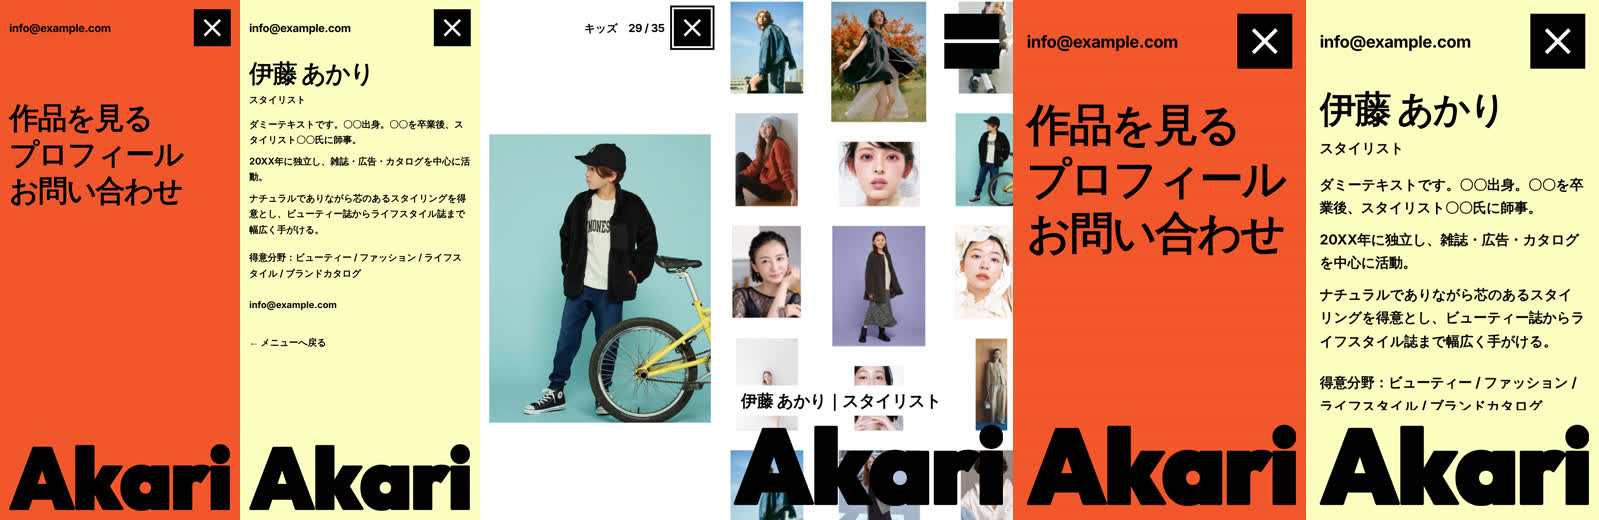 info@example.com
作品を見る
プロフィール
お問い合わせ
Akari
info@example.com
伊藤 あかり
スタイリスト
ダミーテキストです。〇〇出身。〇〇を卒業後、ス
タイリスト〇〇氏に師事。
20XX年に独立し、雑誌・広告・カタログを中心に活
動。
ナチュラルでありながら芯のあるスタイリングを得
意とし、ビューティー誌からライフスタイル誌まで
幅広く手がける。
得意分野：ビューティー / ファッション / ライフス
タイル / ブランドカタログ
info@example.com
← メニューへ戻る
Akari
キッズ 29 / 35
伊藤 あかり｜スタイリスト
Akari
info@example.com
作品を見る
プロフィール
お問い合わせ
Akari
info@example.com
伊藤 あかり
スタイリスト
ダミーテキストです。〇〇出身。〇〇を卒
業後、スタイリスト〇〇氏に師事。
20XX年に独立し、雑誌・広告・カタログ
を中心に活動。
ナチュラルでありながら芯のあるスタイ
リングを得意とし、ビューティー誌からラ
イフスタイル誌まで幅広く手がける。
得意分野：ビューティー / ファッション /
ライフスタイル / ブランドカタログ
Akari